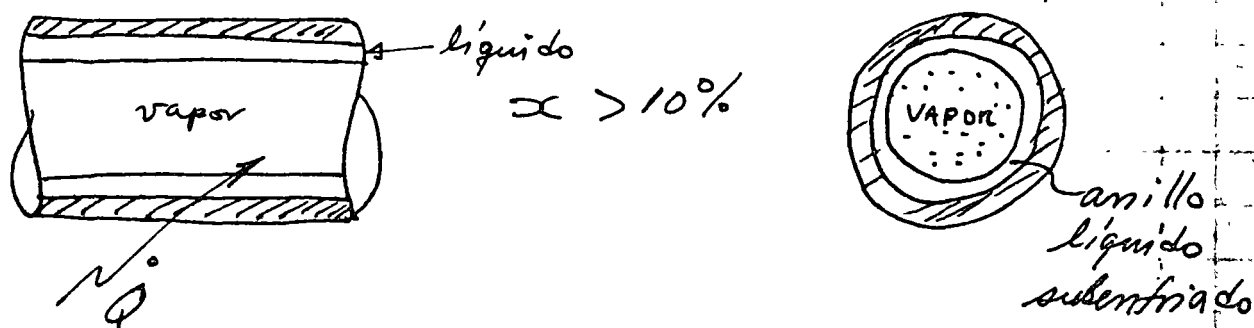 líquido
vapor
x > 10%
VAPOR
Q̇
anillo
líquido
subenfriado